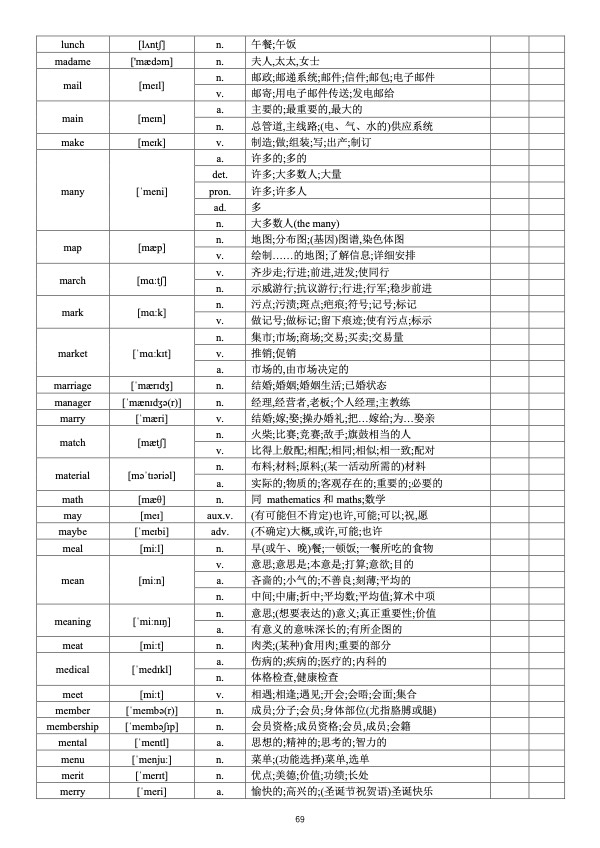 lunch [lʌntʃ] n. 午餐;午饭
madame ['mædəm] n. 夫人,太太,女士
mail [meɪl] n. 邮政;邮递系统;邮件;信件;邮包;电子邮件
v. 邮寄;用电子邮件传送;发电邮给
main [meɪn] a. 主要的;最重要的,最大的
n. 总管道,主线路;(电、气、水的)供应系统
make [meɪk] v. 制造;做;组装;写;出产;制订
many [ˈmeni] a. 许多的;多的
det. 许多;大多数人;大量
pron. 许多;许多人
ad. 多
n. 大多数人(the many)
map [mæp] n. 地图;分布图;(基因)图谱,染色体图
v. 绘制……的地图;了解信息;详细安排
march [mɑːtʃ] v. 齐步走;行进;前进,进发;使同行
n. 示威游行;抗议游行;行进;行军;稳步前进
mark [mɑːk] n. 污点;污渍;斑点;疤痕;符号;记号;标记
v. 做记号;做标记;留下痕迹;使有污点;标示
market [ˈmɑːkɪt] n. 集市;市场;商场;交易;买卖;交易量
v. 推销;促销
a. 市场的,由市场决定的
marriage [ˈmærɪdʒ] n. 结婚;婚姻;婚姻生活;已婚状态
manager [ˈmænɪdʒə(r)] n. 经理,经营者,老板;个人经理;主教练
marry [ˈmæri] v. 结婚;嫁;娶;操办婚礼;把…嫁给;为…娶亲
match [mætʃ] n. 火柴;比赛;竞赛;敌手;旗鼓相当的人
v. 比得上般配;相配;相同;相似;相一致;配对
material [məˈtɪəriəl] n. 布料;材料;原料;(某一活动所需的)材料
a. 实际的;物质的;客观存在的;重要的;必要的
math [mæθ] n. 同 mathematics 和 maths;数学
may [meɪ] aux.v. (有可能但不肯定)也许,可能;可以;祝,愿
maybe [ˈmeɪbi] adv. (不确定)大概,或许,可能;也许
meal [miːl] n. 早(或午、晚)餐;一顿饭;一餐所吃的食物
mean [miːn] v. 意思;意思是;本意是;打算;意欲;目的
a. 吝啬的;小气的;不善良;刻薄;平均的
n. 中间;中庸;折中;平均数;平均值;算术中项
meaning [ˈmiːnɪŋ] n. 意思;(想要表达的)意义;真正重要性;价值
a. 有意义的意味深长的;有所企图的
meat [miːt] n. 肉类;(某种)食用肉;重要的部分
medical [ˈmedɪkl] a. 伤病的;疾病的;医疗的;内科的
n. 体格检查,健康检查
meet [miːt] v. 相遇;相逢;遇见;开会;会晤;会面;集合
member [ˈmembə(r)] n. 成员;分子;会员;身体部位(尤指胳膊或腿)
membership [ˈmembəʃɪp] n. 会员资格;成员资格;会员,成员;会籍
mental [ˈmentl] a. 思想的;精神的;思考的;智力的
menu [ˈmenjuː] n. 菜单;(功能选择)菜单,选单
merit [ˈmerɪt] n. 优点;美德;价值;功绩;长处
merry [ˈmeri] a. 愉快的;高兴的;(圣诞节祝贺语)圣诞快乐
69